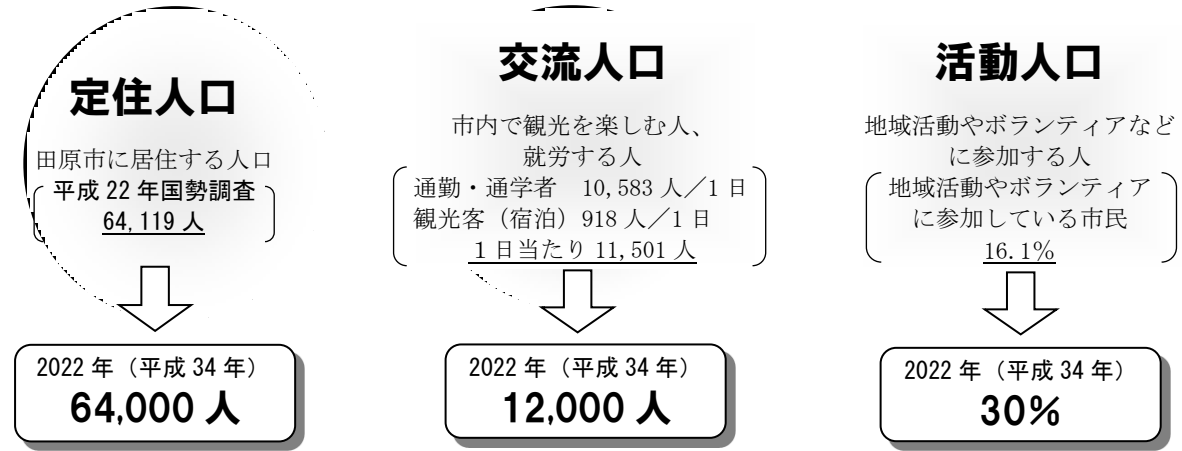 定住人口
田原市に居住する人口
平成22年国勢調査
64,119人
2022年（平成34年）
64,000人
交流人口
市内で観光を楽しむ人、
就労する人
通勤・通学者　10,583人／1日
観光客（宿泊）918人／1日
１日当たり 11,501人
2022年（平成34年）
12,000人
活動人口
地域活動やボランティアなど
に参加する人
地域活動やボランティア
に参加している市民
16.1%
2022年（平成34年）
30%